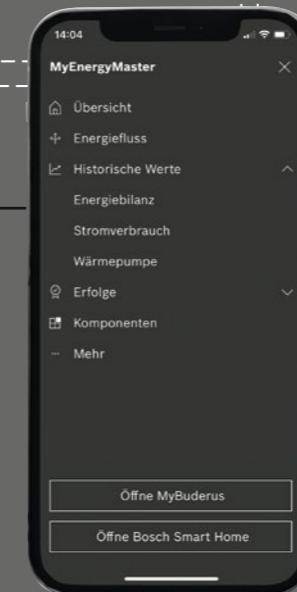 14:04
MyEnergyMaster
Übersicht
Energiefluss
Historische Werte
Energiebilanz
Stromverbrauch
Wärmepumpe
Erfolge
Komponenten
Mehr
Öffne MyBuderus
Öffne Bosch Smart Home